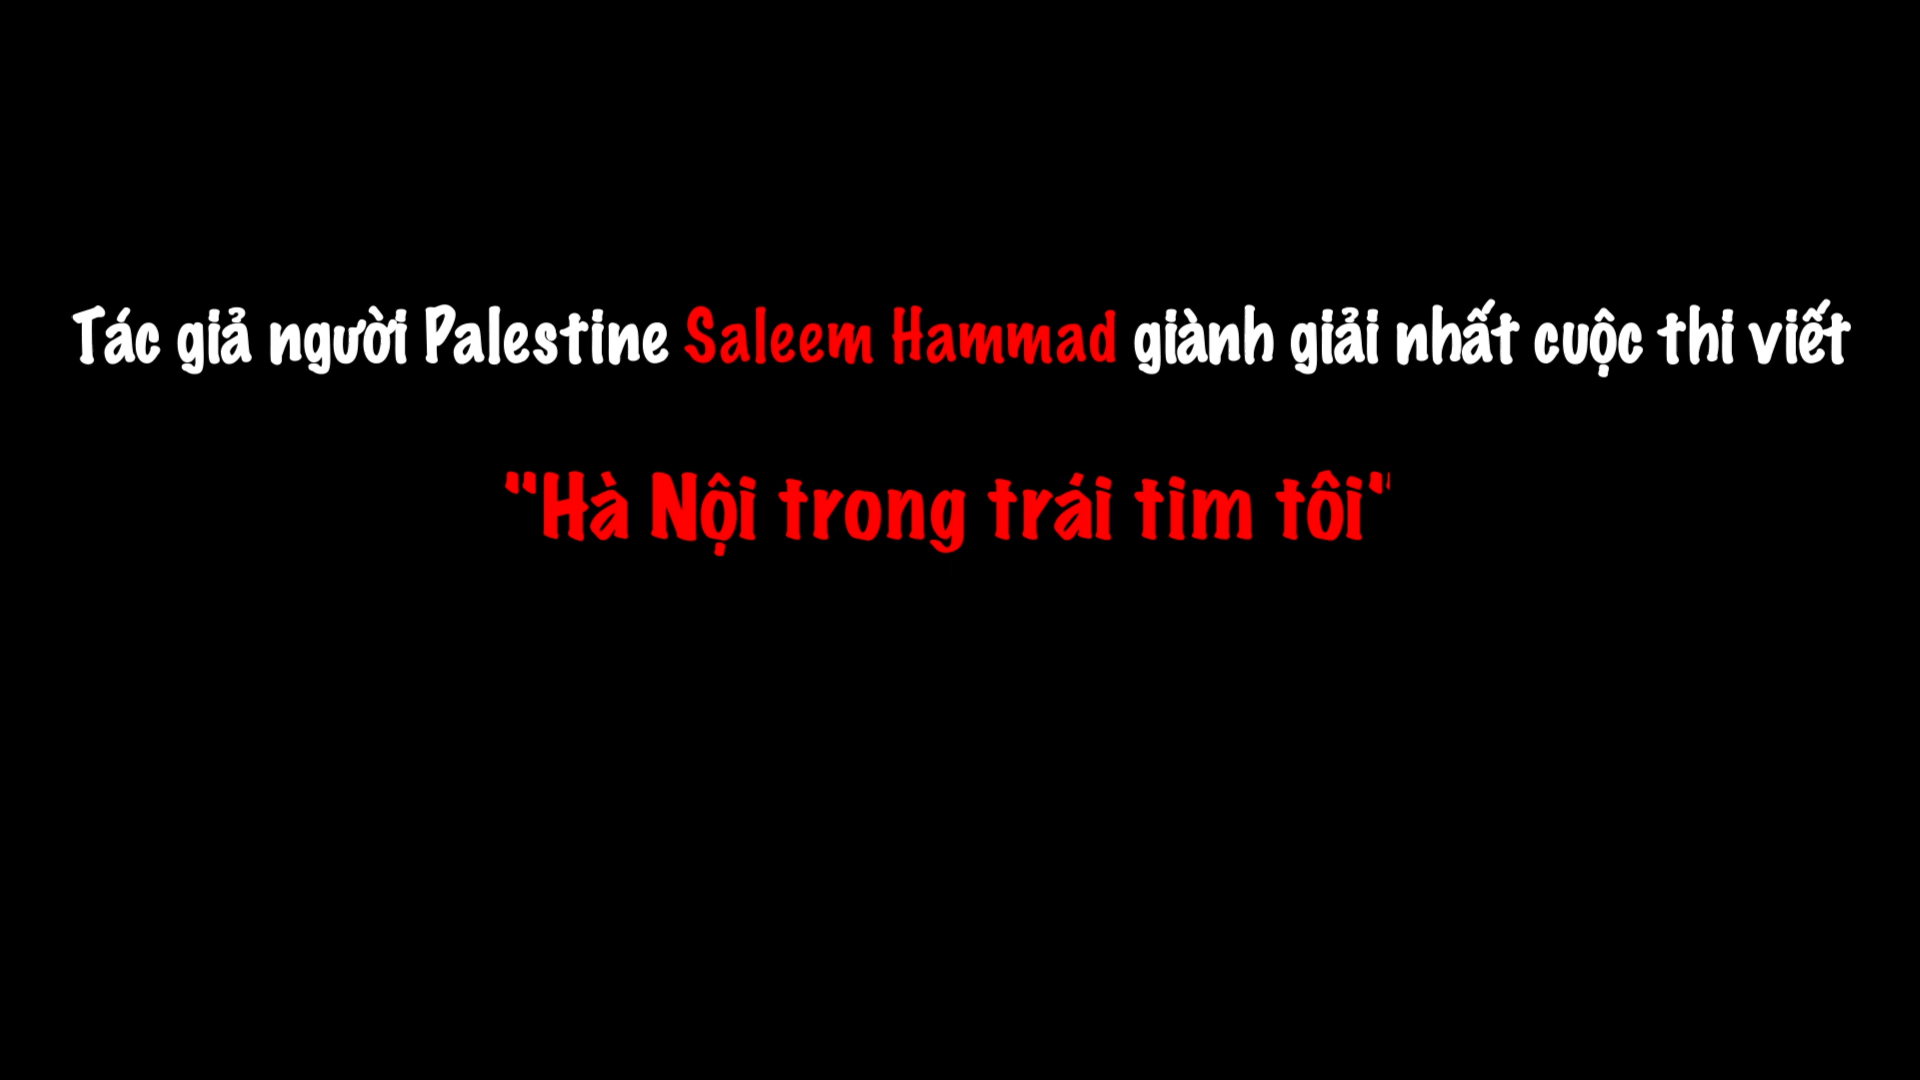 Tác giả người Palestine Saleem Hammad giành giải nhất cuộc thi viết
"Hà Nội trong trái tim tôi"